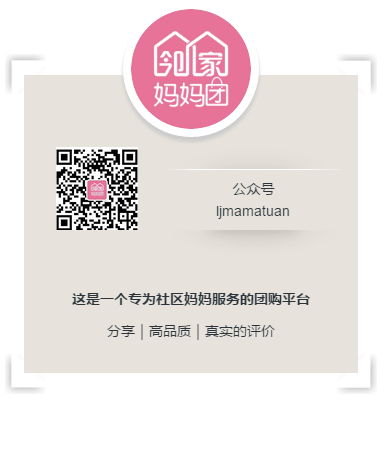 邻家
妈妈团
公众号
ljmamatuan
这是一个专为社区妈妈服务的团购平台
分享｜高品质｜真实的评价